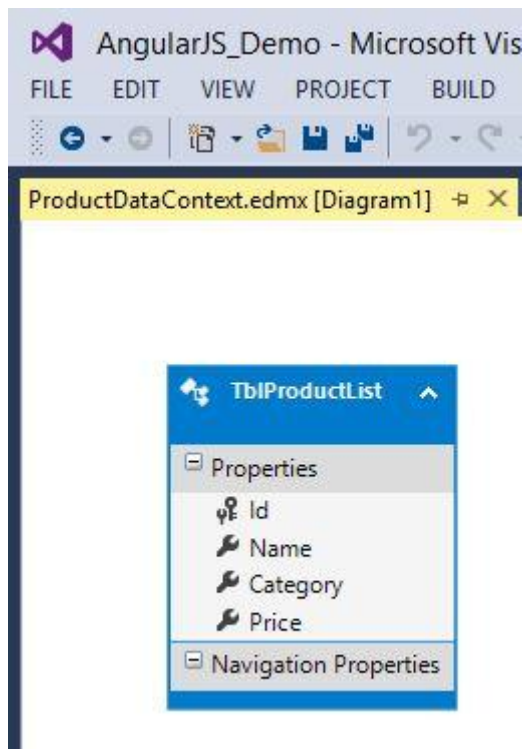 AngularJS_Demo - Microsoft Vis
FILE EDIT VIEW PROJECT BUILD
ProductDataContext.edmx [Diagram1]
TblProductList
Properties
Id
Name
Category
Price
Navigation Properties